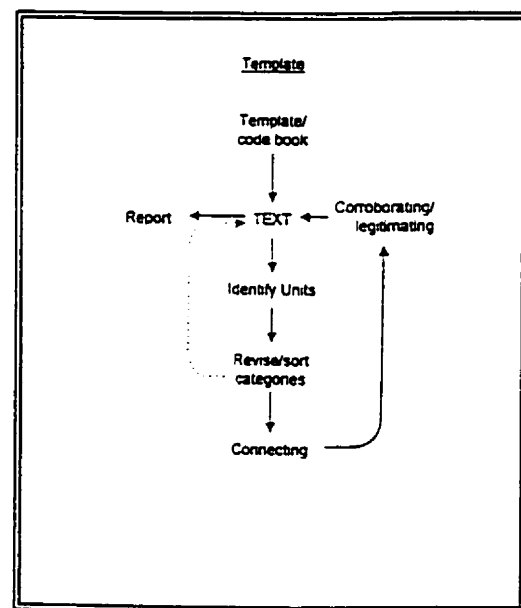 Template
Template/
code book
Report
TEXT
Corroborating/
legitimating
Identify Units
Revise/sort
categories
Connecting